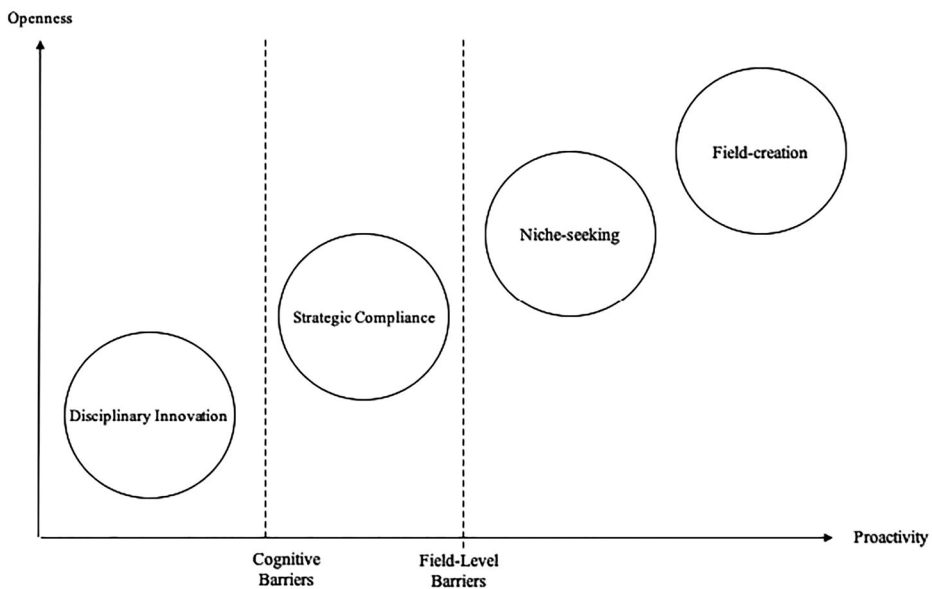 Openness
Field-creation
Niche-seeking
Strategic Compliance
Disciplinary Innovation
Proactivity
Cognitive
Barriers
Field-Level
Barriers